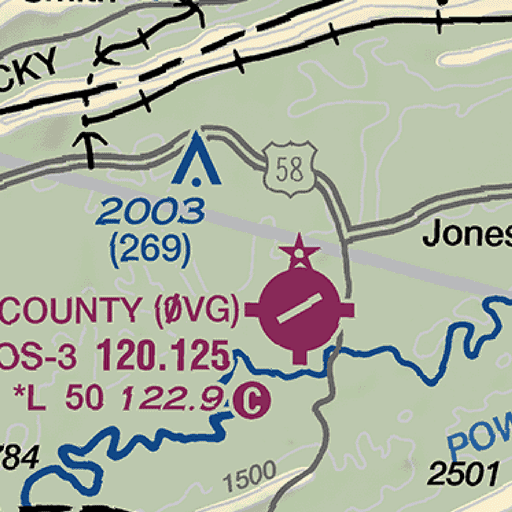 CKY
58
2003
(269)
Jones
COUNTY (ØVG)
OS-3 120.125
*L 50 122.9 C
784
POW
1500
2501